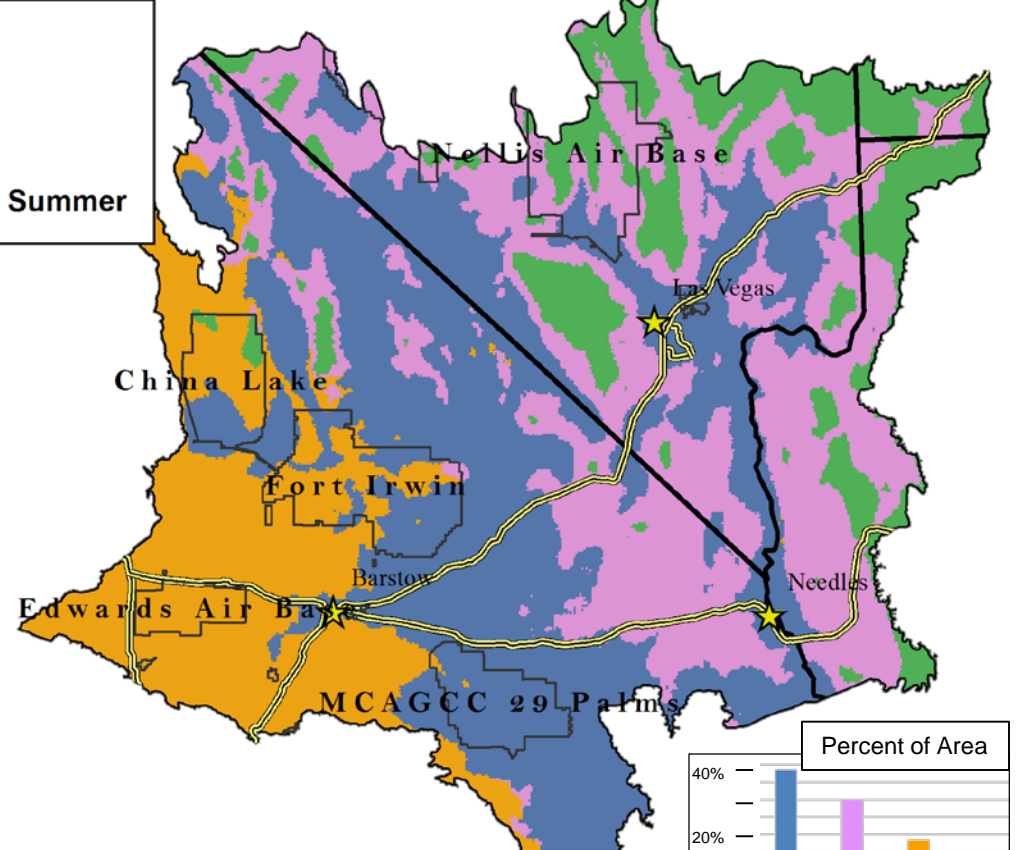 Summer
Nellis Air Base
Las Vegas
China Lake
Fort Irwin
Barstow
Needles
Edwards Air Base
MCAGCC 29 Palms
Percent of Area
40%
20%